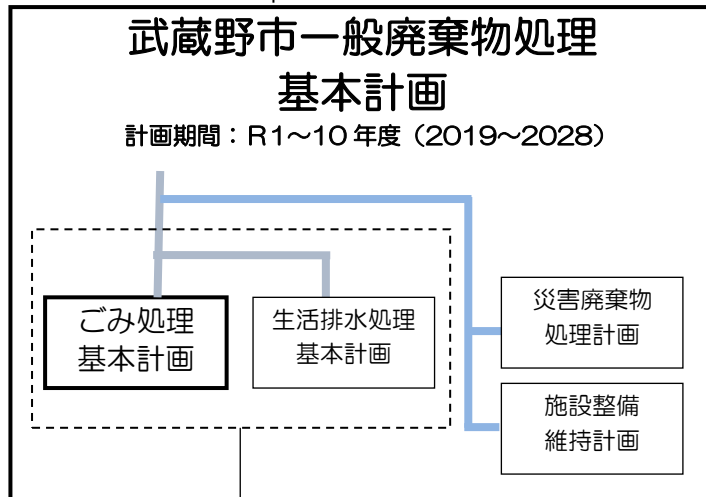 武蔵野市一般廃棄物処理
基本計画
計画期間：R1～10年度（2019～2028）
ごみ処理
基本計画
生活排水処理
基本計画
災害廃棄物
処理計画
施設整備
維持計画